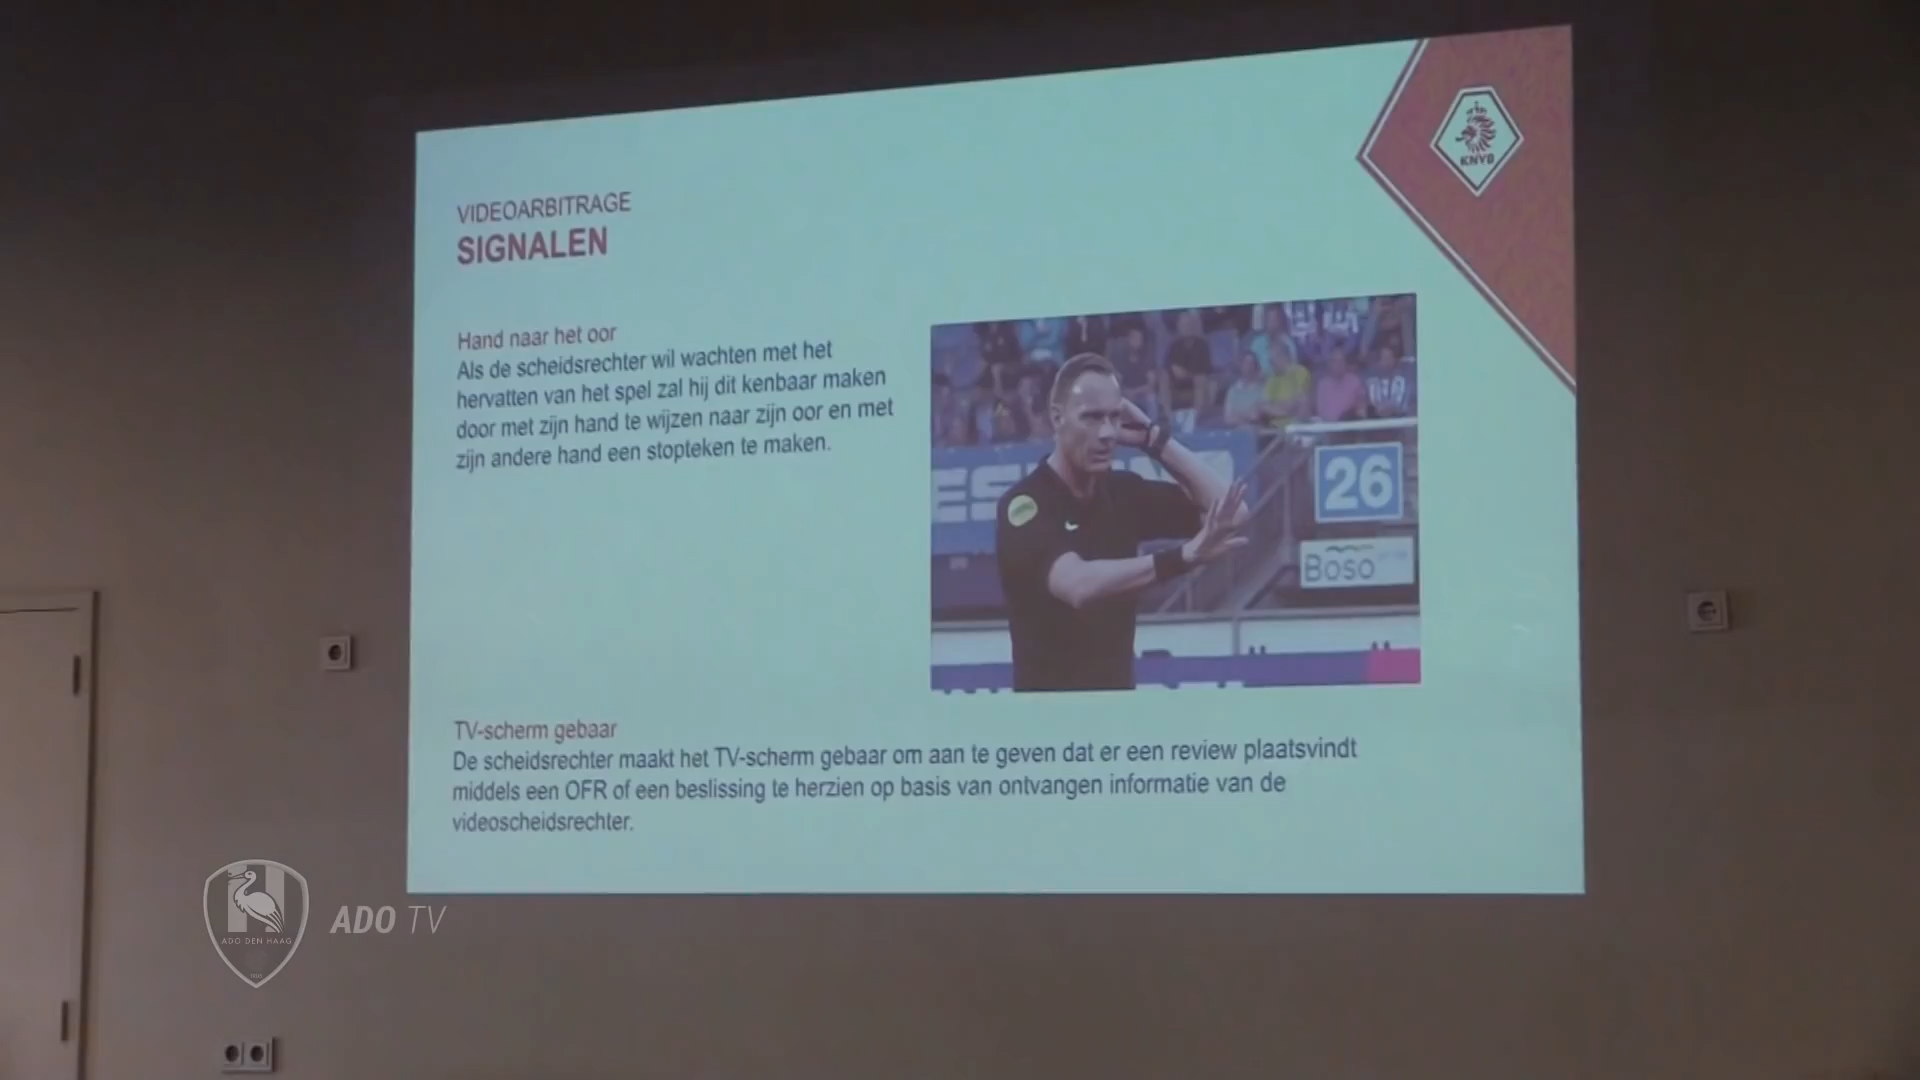 KNVB
VIDEOARBITRAGE
SIGNALEN
Hand naar het oor
Als de scheidsrechter wil wachten met het
hervatten van het spel zal hij dit kenbaar maken
door met zijn hand te wijzen naar zijn oor en met
zijn andere hand een stopteken te maken.
26
Boso
TV-scherm gebaar
De scheidsrechter maakt het TV-scherm gebaar om aan te geven dat er een review plaatsvindt
middels een OFR of een beslissing te herzien op basis van ontvangen informatie van de
videoscheidsrechter.
ADO TV
ADO DEN HAAG